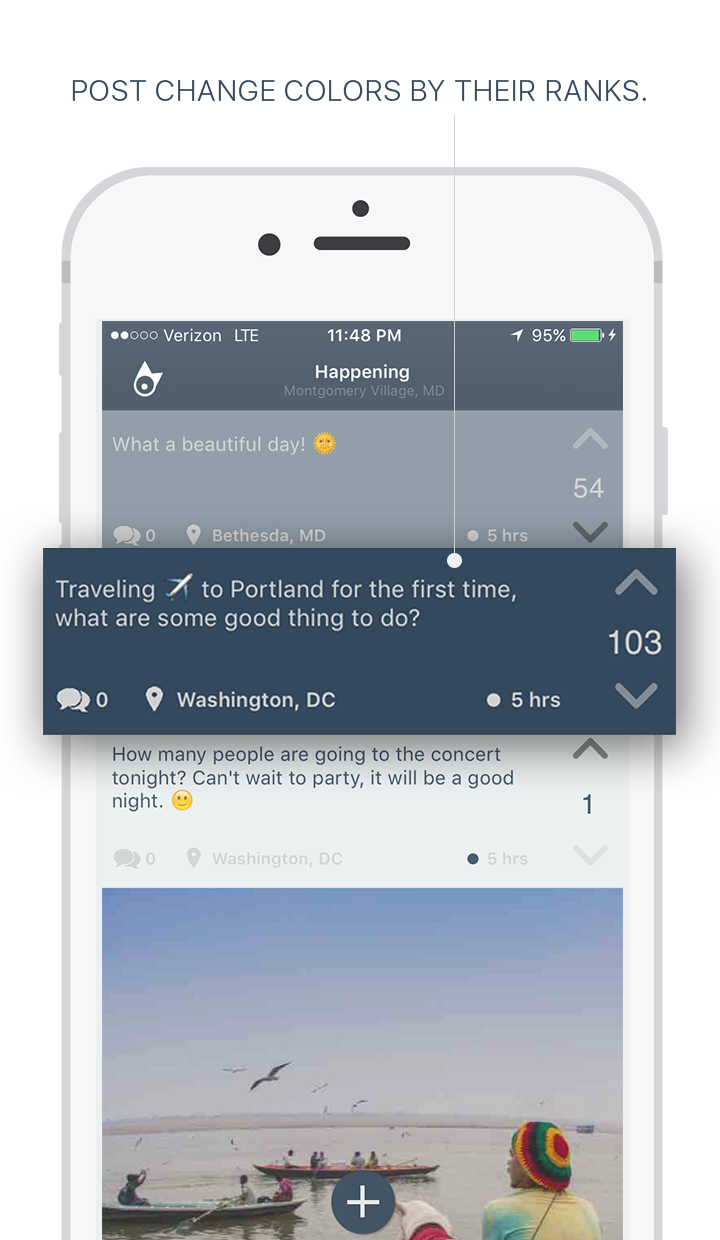 POST CHANGE COLORS BY THEIR RANKS.
Verizon LTE 11:48 PM 95%
Happening
Montgomery Village, MD
What a beautiful day! 🌞
54
0 Bethesda, MD 5 hrs
Traveling ✈️ to Portland for the first time,
what are some good thing to do?
103
0 Washington, DC 5 hrs
How many people are going to the concert
tonight? Can't wait to party, it will be a good
night. 🙂
1
0 Washington, DC 5 hrs